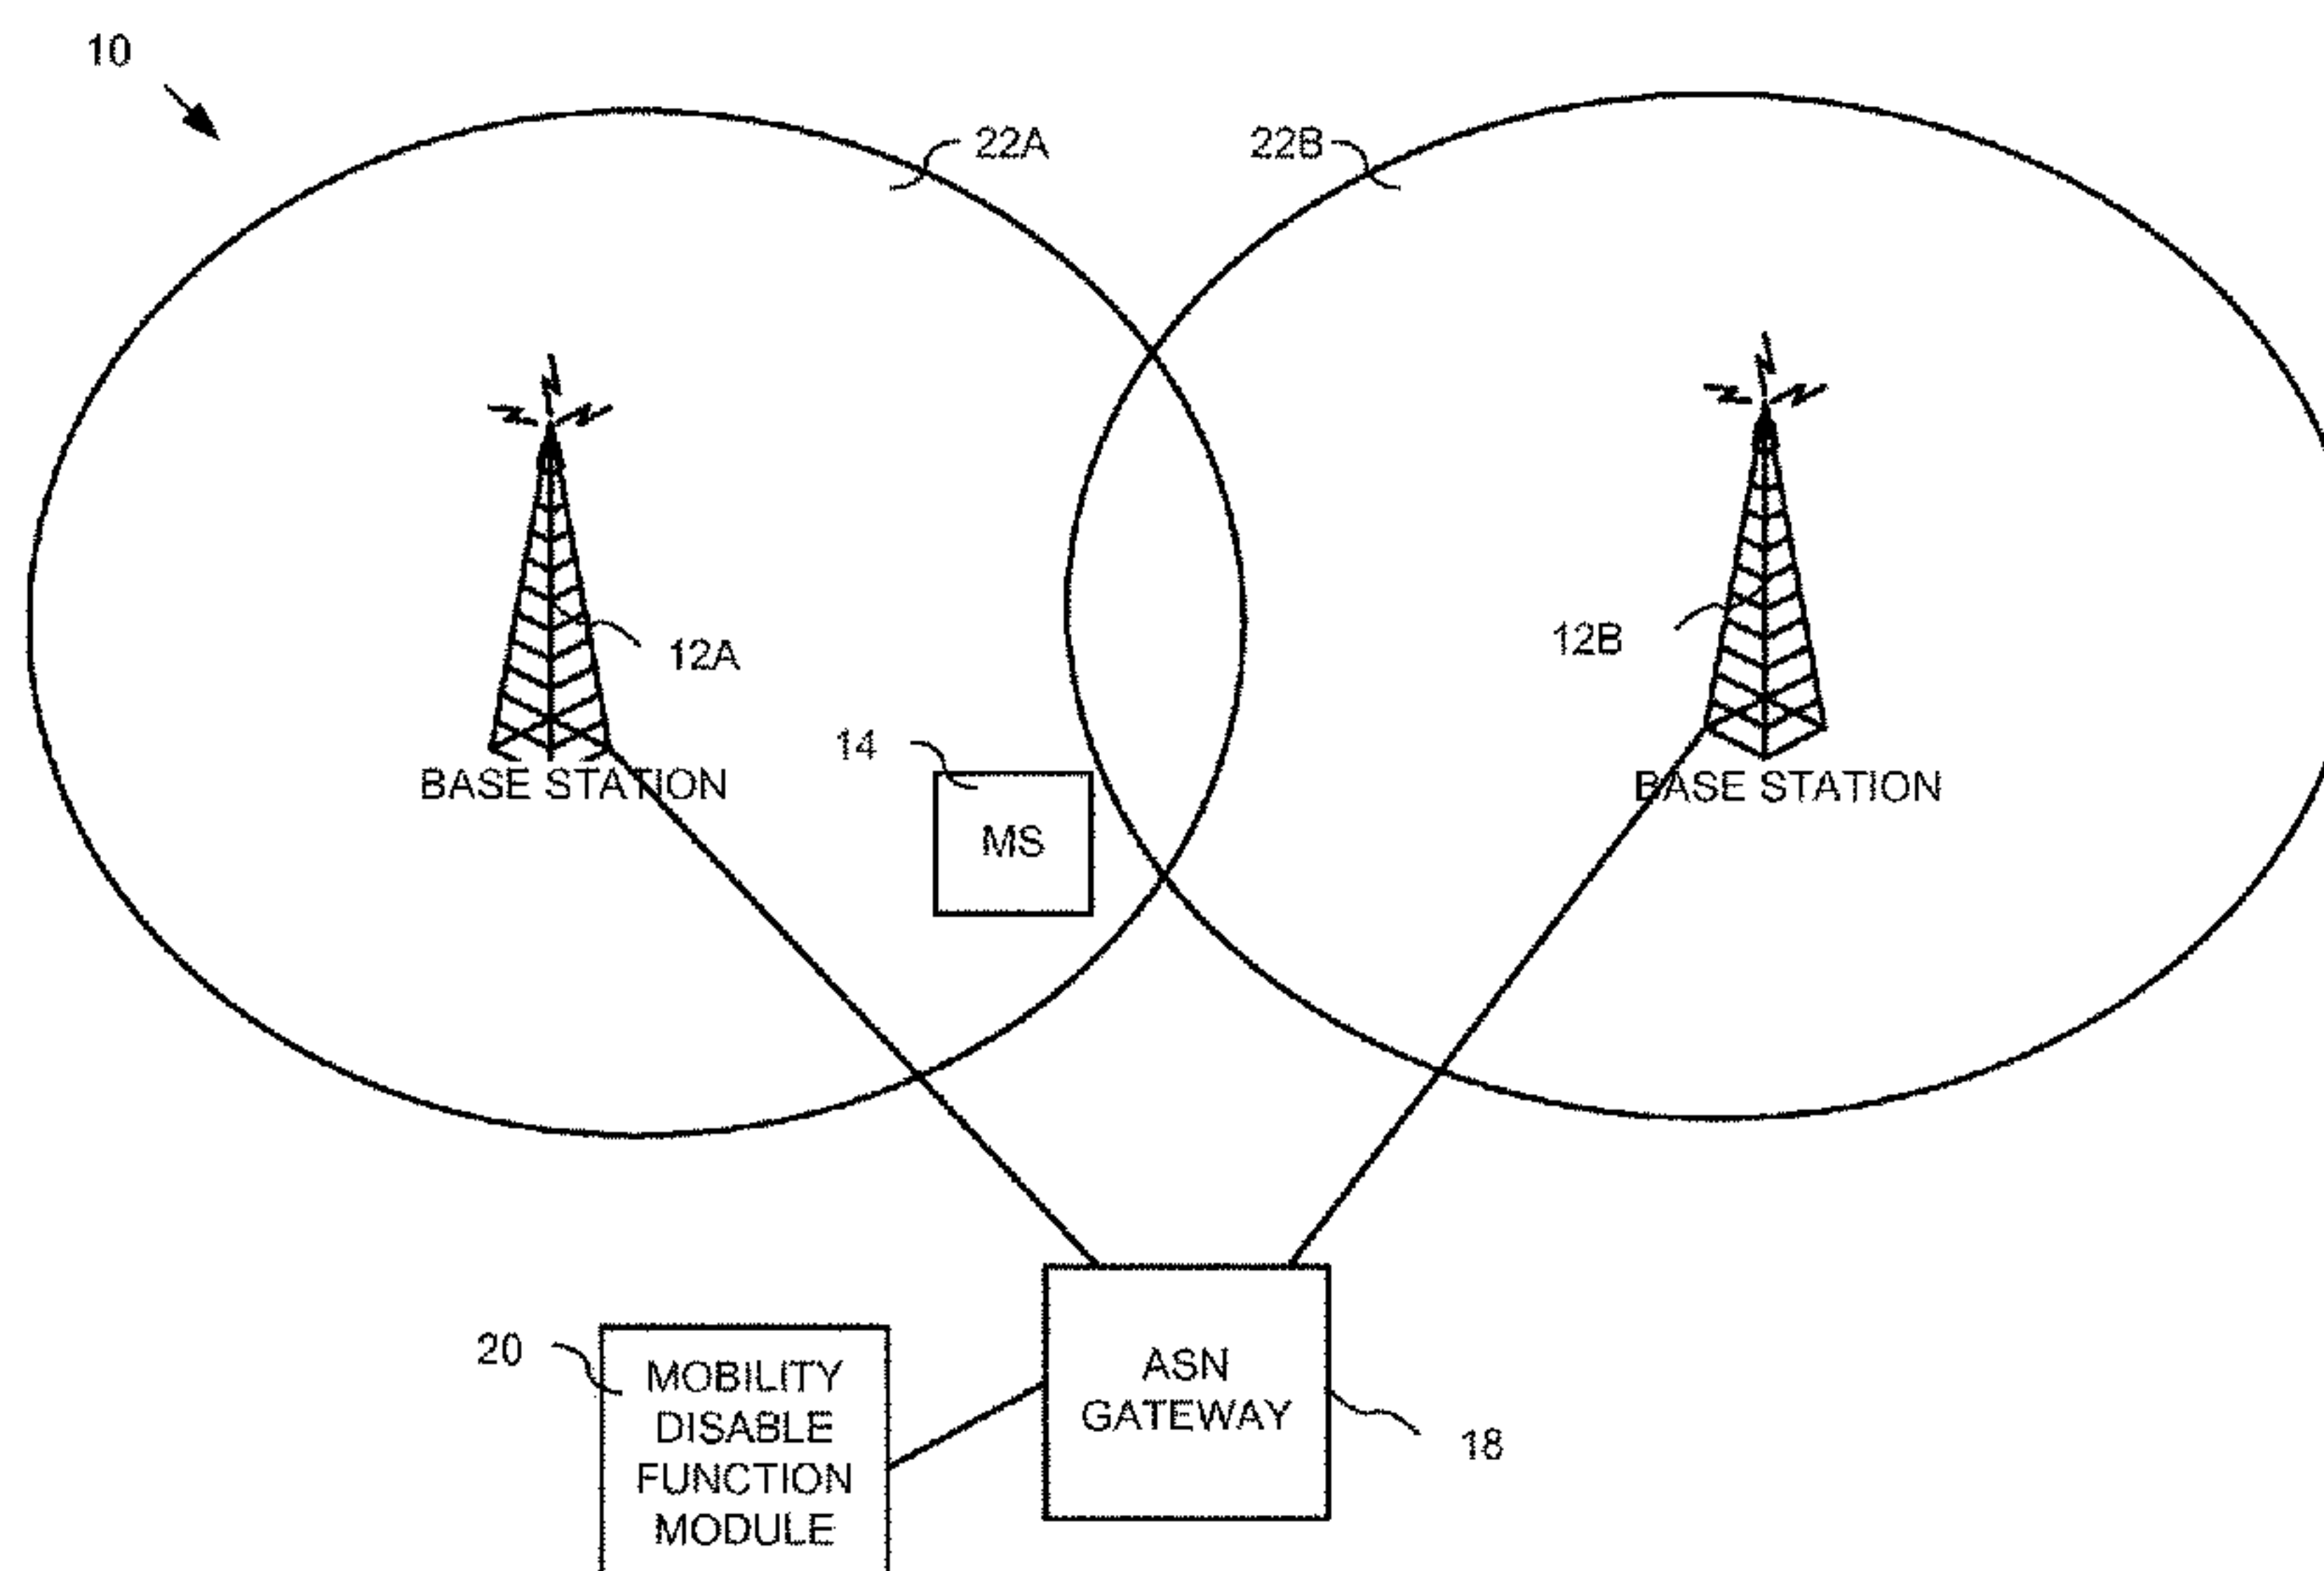 10
22A
22B
12A
12B
14
BASE STATION
BASE STATION
MS
20
MOBILITY
DISABLE
FUNCTION
MODULE
ASN
GATEWAY
18